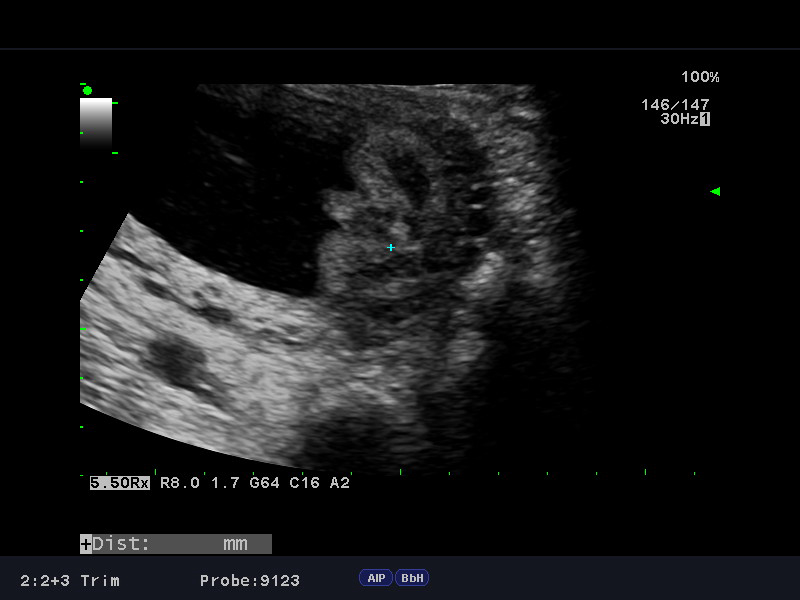 100%
146/147
30Hz1
5.50Rx R8.0 1.7 G64 C16 A2
+Dist: mm
2:2+3 Trim Probe:9123 AIP BbH